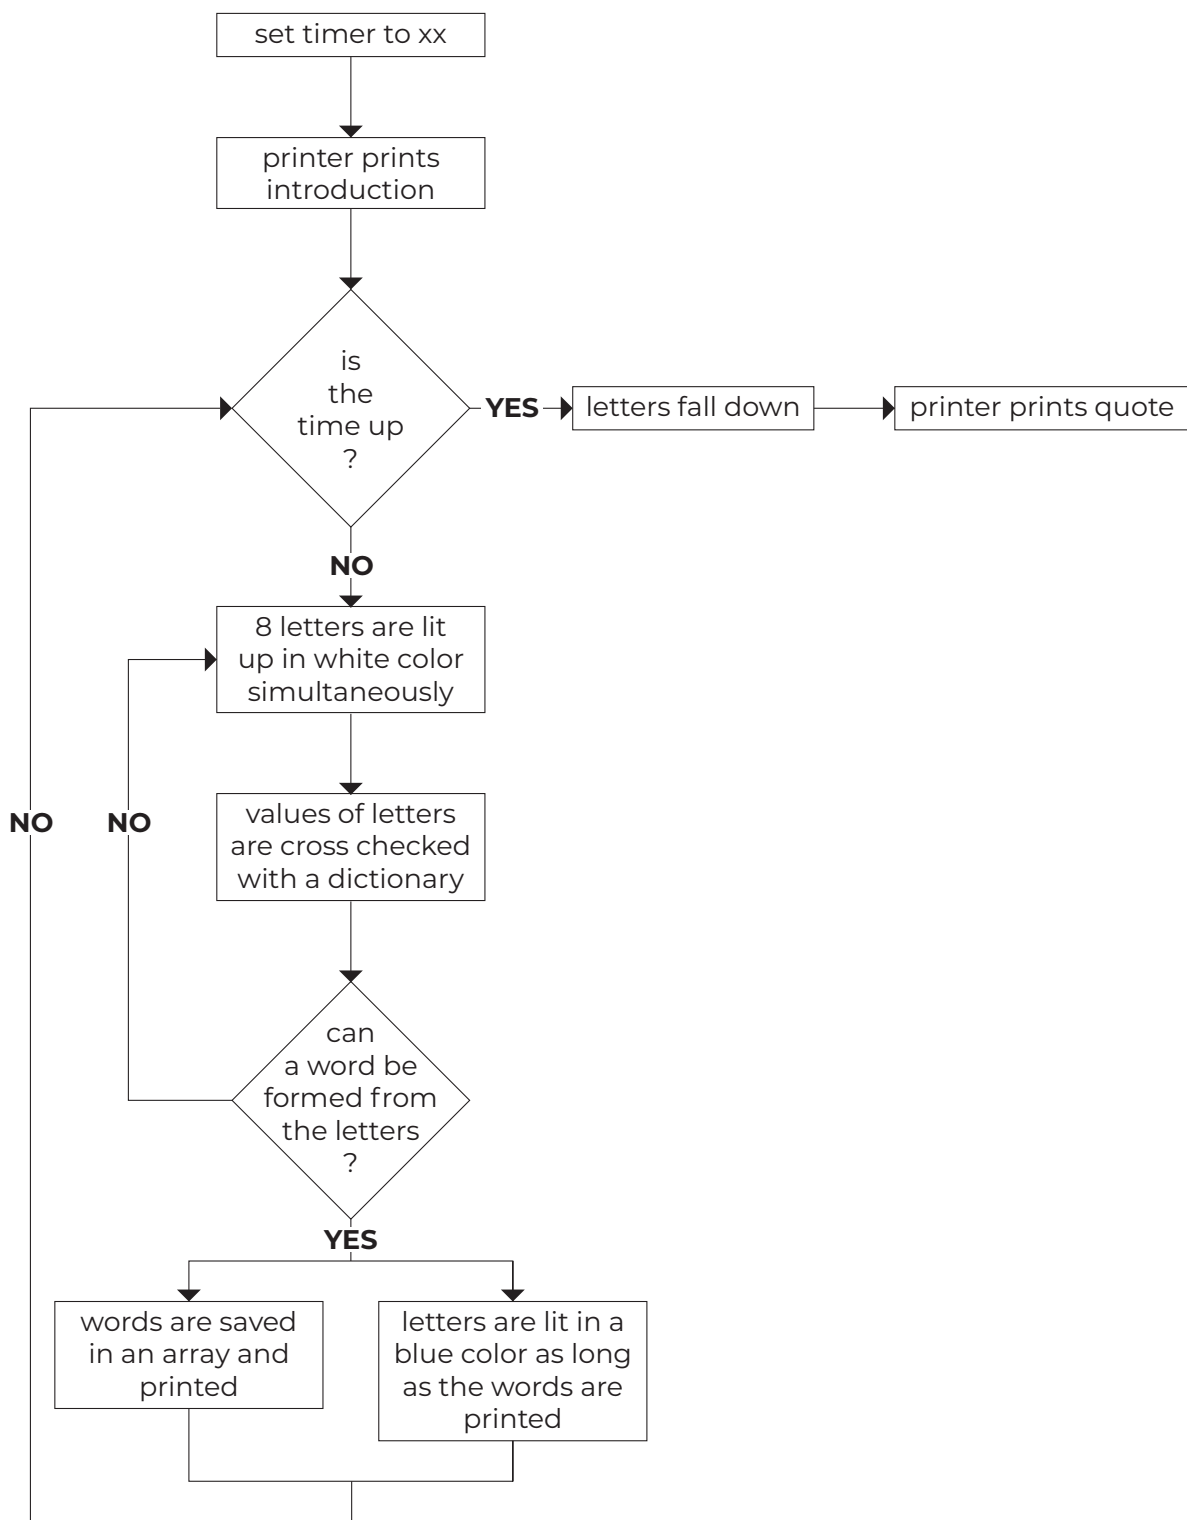 set timer to xx
printer prints
introduction
is
the
time up
?
YES
letters fall down
printer prints quote
NO
8 letters are lit
up in white color
simultaneously
values of letters
are cross checked
with a dictionary
NO
NO
can
a word be
formed from
the letters
?
YES
words are saved
in an array and
printed
letters are lit in a
blue color as long
as the words are
printed